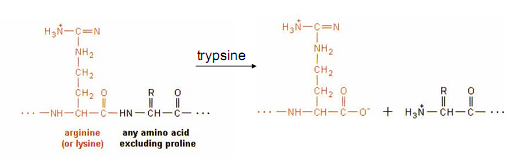 H₃N⁺—C=N H₃N⁺—C=N
NH₂ trypsine NH₂
CH₂ CH₂
CH₂ R O CH₂ O R O
··· —NH—CH—C—HN—CH—C— ··· ··· —NH—CH—C—O⁻ + H₃N⁺—CH—C— ···
arginine any amino acid
(or lysine) excluding proline